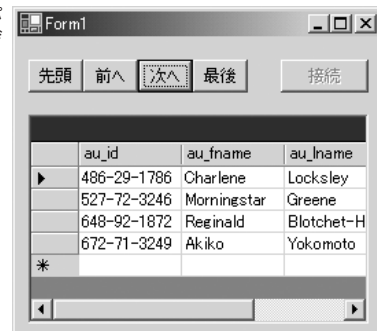 Form1
先頭 前へ 次へ 最後 接続
au_id au_fname au_lname
486-29-1786 Charlene Locksley
527-72-3246 Morningstar Greene
648-92-1872 Reginald Blotchet-H
672-71-3249 Akiko Yokomoto